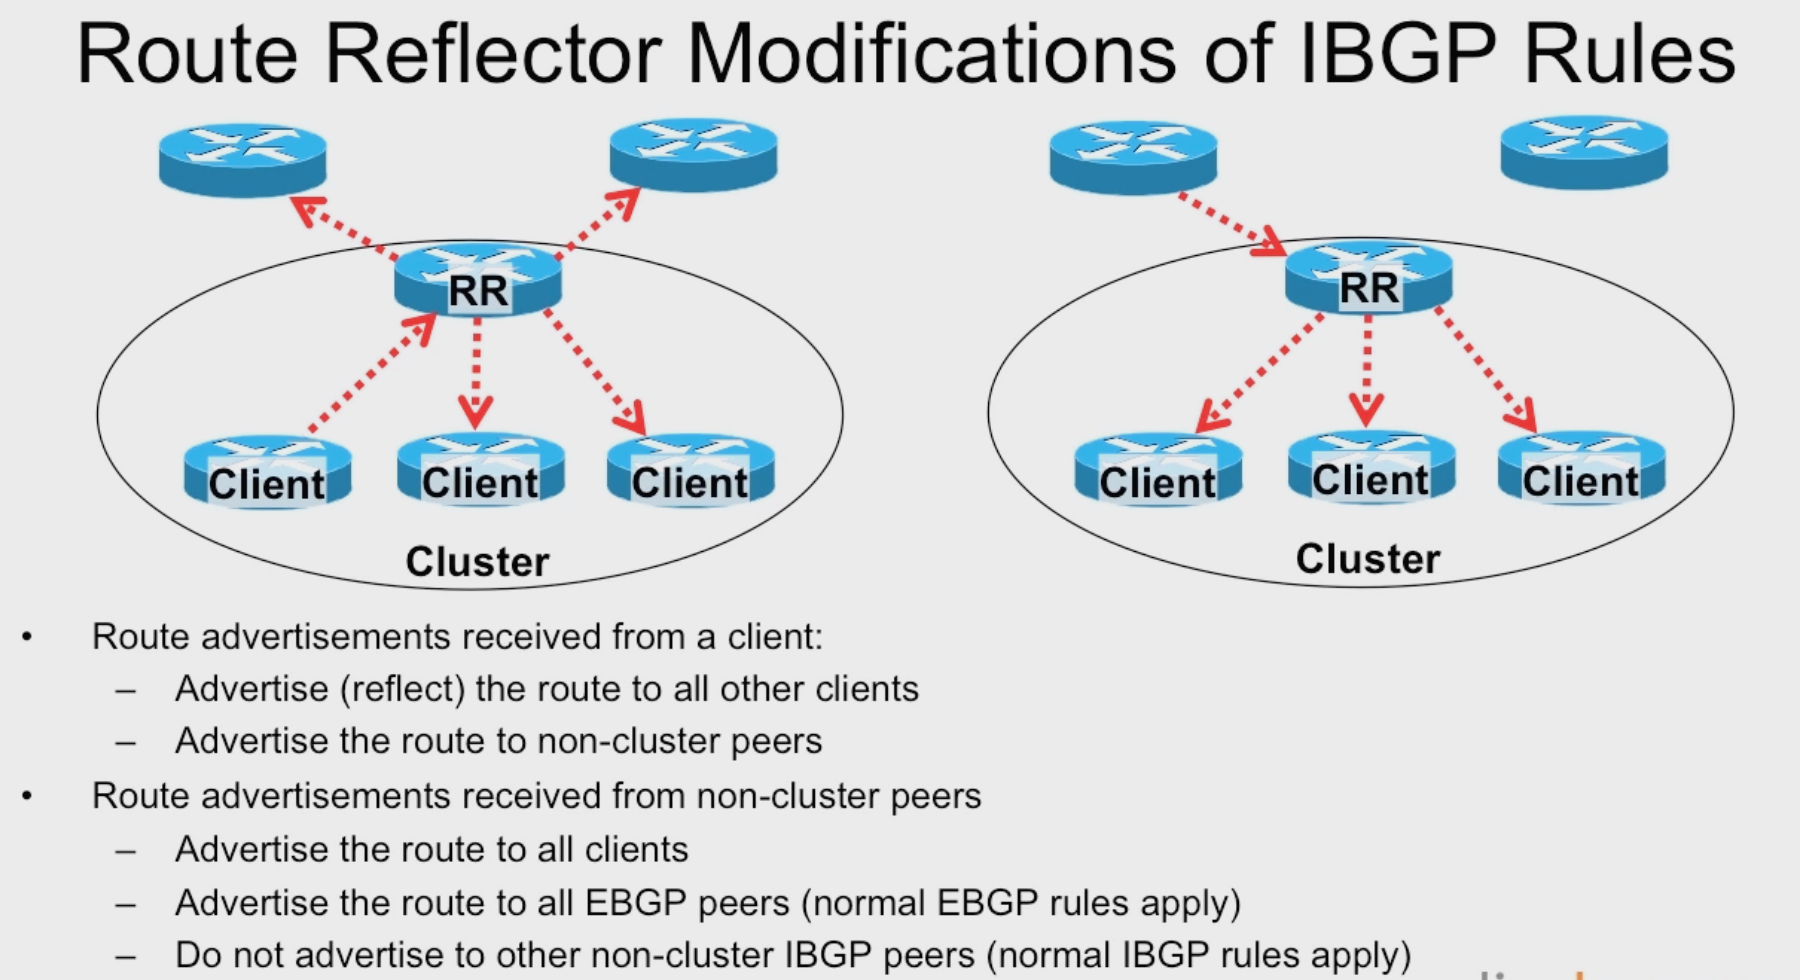 Route Reflector Modifications of IBGP Rules
RR
RR
Client Client Client
Client Client Client
Cluster
Cluster
• Route advertisements received from a client:
– Advertise (reflect) the route to all other clients
– Advertise the route to non-cluster peers
• Route advertisements received from non-cluster peers
– Advertise the route to all clients
– Advertise the route to all EBGP peers (normal EBGP rules apply)
– Do not advertise to other non-cluster IBGP peers (normal IBGP rules apply)